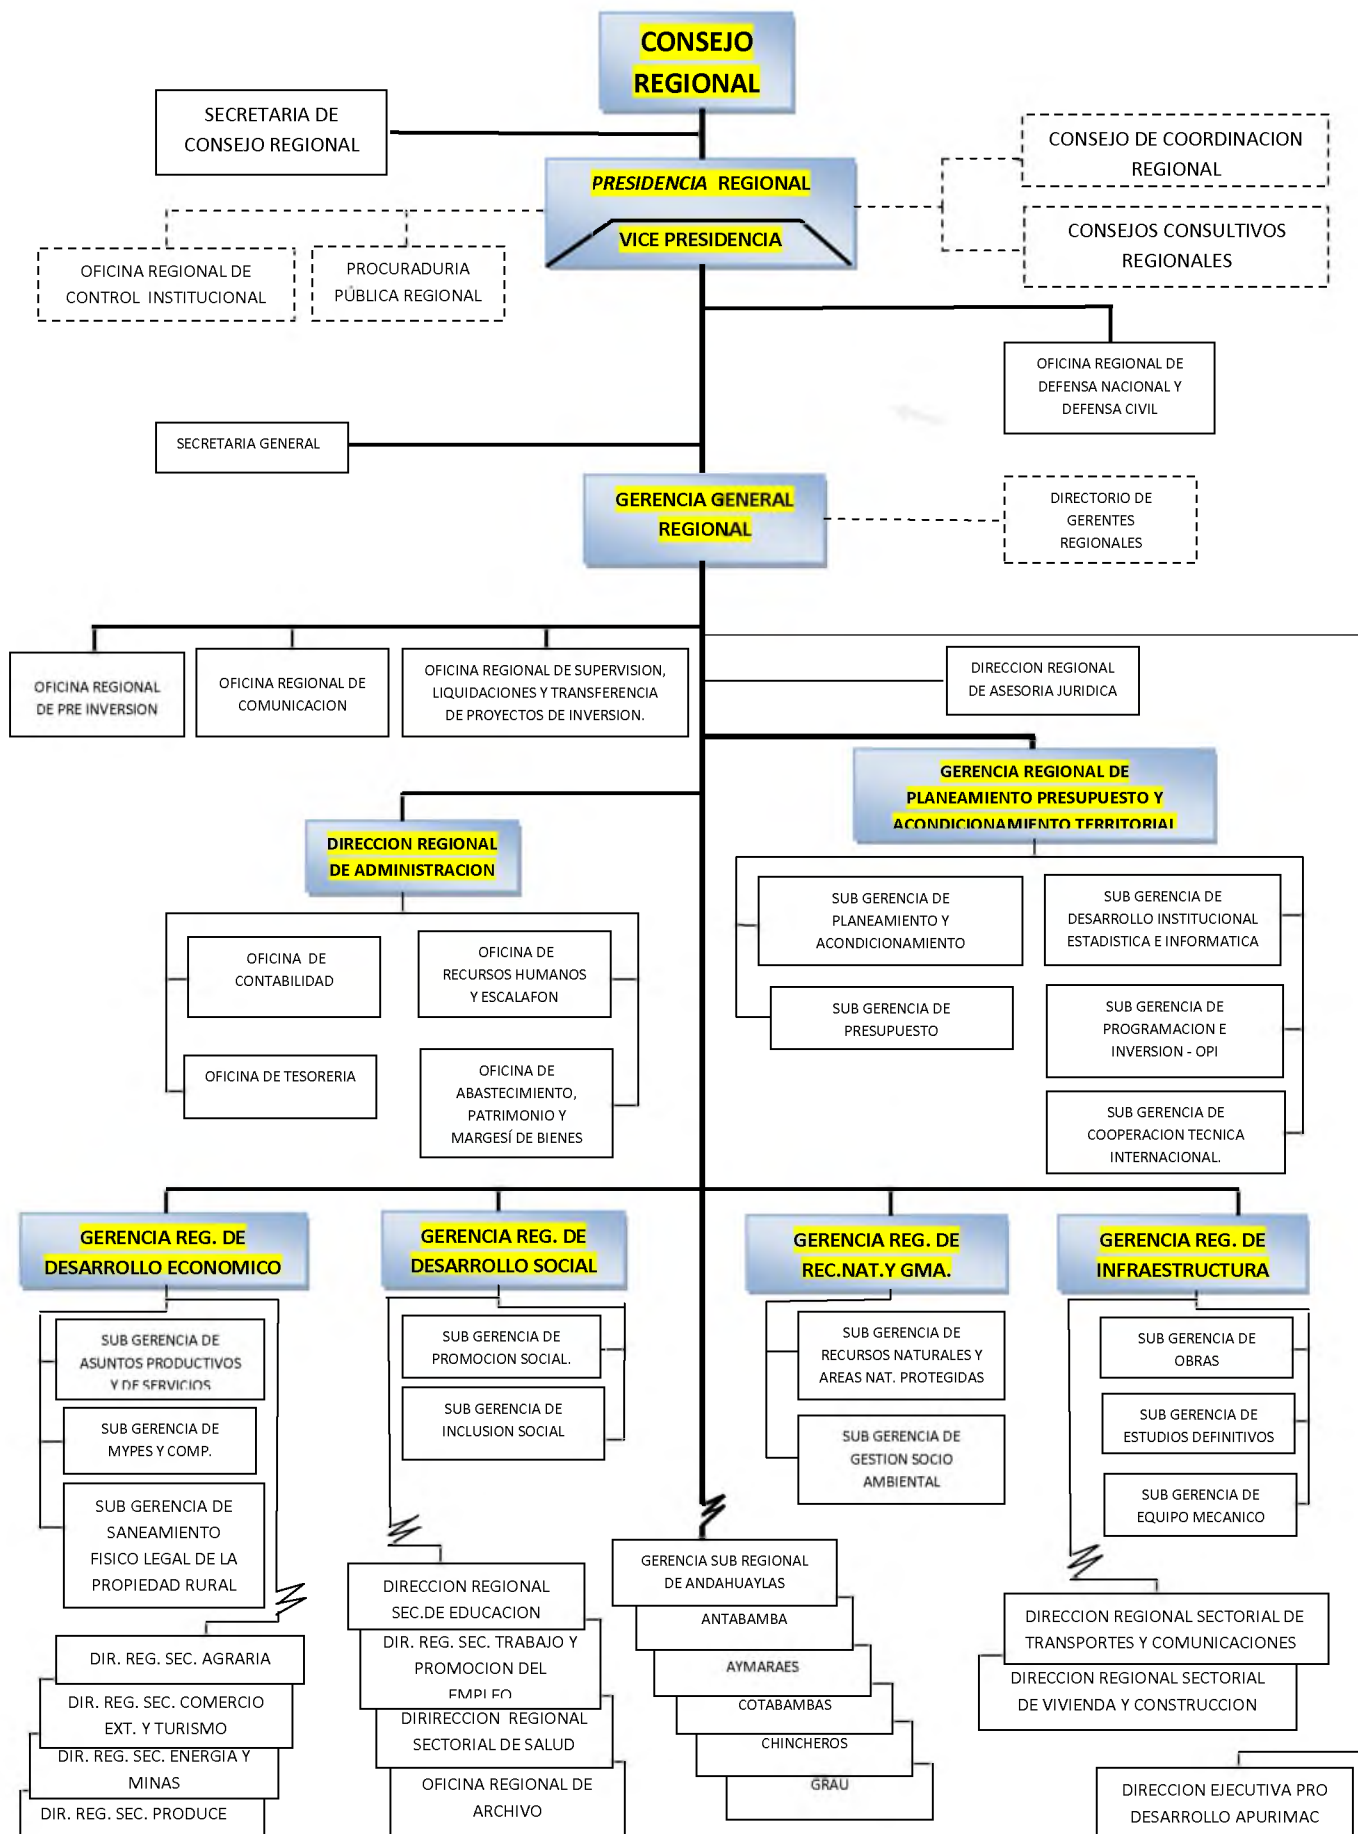 CONSEJO
REGIONAL
SECRETARIA DE
CONSEJO REGIONAL
CONSEJO DE COORDINACION
REGIONAL
PRESIDENCIA REGIONAL
VICE PRESIDENCIA
CONSEJOS CONSULTIVOS
REGIONALES
OFICINA REGIONAL DE
CONTROL INSTITUCIONAL
PROCURADURIA
PÚBLICA REGIONAL
OFICINA REGIONAL DE
DEFENSA NACIONAL Y
DEFENSA CIVIL
SECRETARIA GENERAL
GERENCIA GENERAL
REGIONAL
DIRECTORIO DE
GERENTES
REGIONALES
OFICINA REGIONAL
DE PRE INVERSION
OFICINA REGIONAL DE
COMUNICACION
OFICINA REGIONAL DE SUPERVISION,
LIQUIDACIONES Y TRANSFERENCIA
DE PROYECTOS DE INVERSION.
DIRECCION REGIONAL
DE ASESORIA JURIDICA
GERENCIA REGIONAL DE
PLANEAMIENTO PRESUPUESTO Y
ACONDICIONAMIENTO TERRITORIAL
DIRECCION REGIONAL
DE ADMINISTRACION
OFICINA DE
CONTABILIDAD
OFICINA DE
RECURSOS HUMANOS
Y ESCALAFON
OFICINA DE TESORERIA
OFICINA DE
ABASTECIMIENTO,
PATRIMONIO Y
MARGESÍ DE BIENES
SUB GERENCIA DE
PLANEAMIENTO Y
ACONDICIONAMIENTO
SUB GERENCIA DE
DESARROLLO INSTITUCIONAL
ESTADISTICA E INFORMATICA
SUB GERENCIA DE
PRESUPUESTO
SUB GERENCIA DE
PROGRAMACION E
INVERSION - OPI
SUB GERENCIA DE
COOPERACION TECNICA
INTERNACIONAL.
GERENCIA REG. DE
DESARROLLO ECONOMICO
GERENCIA REG. DE
DESARROLLO SOCIAL
GERENCIA REG. DE
REC.NAT.Y GMA.
GERENCIA REG. DE
INFRAESTRUCTURA
SUB GERENCIA DE
ASUNTOS PRODUCTIVOS
Y DE SERVICIOS
SUB GERENCIA DE
MYPES Y COMP.
SUB GERENCIA DE
SANEAMIENTO
FISICO LEGAL DE LA
PROPIEDAD RURAL
DIR. REG. SEC. AGRARIA
DIR. REG. SEC. COMERCIO
EXT. Y TURISMO
DIR. REG. SEC. ENERGIA Y
MINAS
DIR. REG. SEC. PRODUCE
SUB GERENCIA DE
PROMOCION SOCIAL.
SUB GERENCIA DE
INCLUSION SOCIAL
DIRECCION REGIONAL
SEC.DE EDUCACION
DIR. REG. SEC. TRABAJO Y
PROMOCION DEL
EMPLEO
DIRIRECCION REGIONAL
SECTORIAL DE SALUD
OFICINA REGIONAL DE
ARCHIVO
GERENCIA SUB REGIONAL
DE ANDAHUAYLAS
ANTABAMBA
AYMARAES
COTABAMBAS
CHINCHEROS
GRAU
SUB GERENCIA DE
RECURSOS NATURALES Y
AREAS NAT. PROTEGIDAS
SUB GERENCIA DE
GESTION SOCIO
AMBIENTAL
SUB GERENCIA DE
OBRAS
SUB GERENCIA DE
ESTUDIOS DEFINITIVOS
SUB GERENCIA DE
EQUIPO MECANICO
DIRECCION REGIONAL SECTORIAL DE
TRANSPORTES Y COMUNICACIONES
DIRECCION REGIONAL SECTORIAL
DE VIVIENDA Y CONSTRUCCION
DIRECCION EJECUTIVA PRO
DESARROLLO APURIMAC